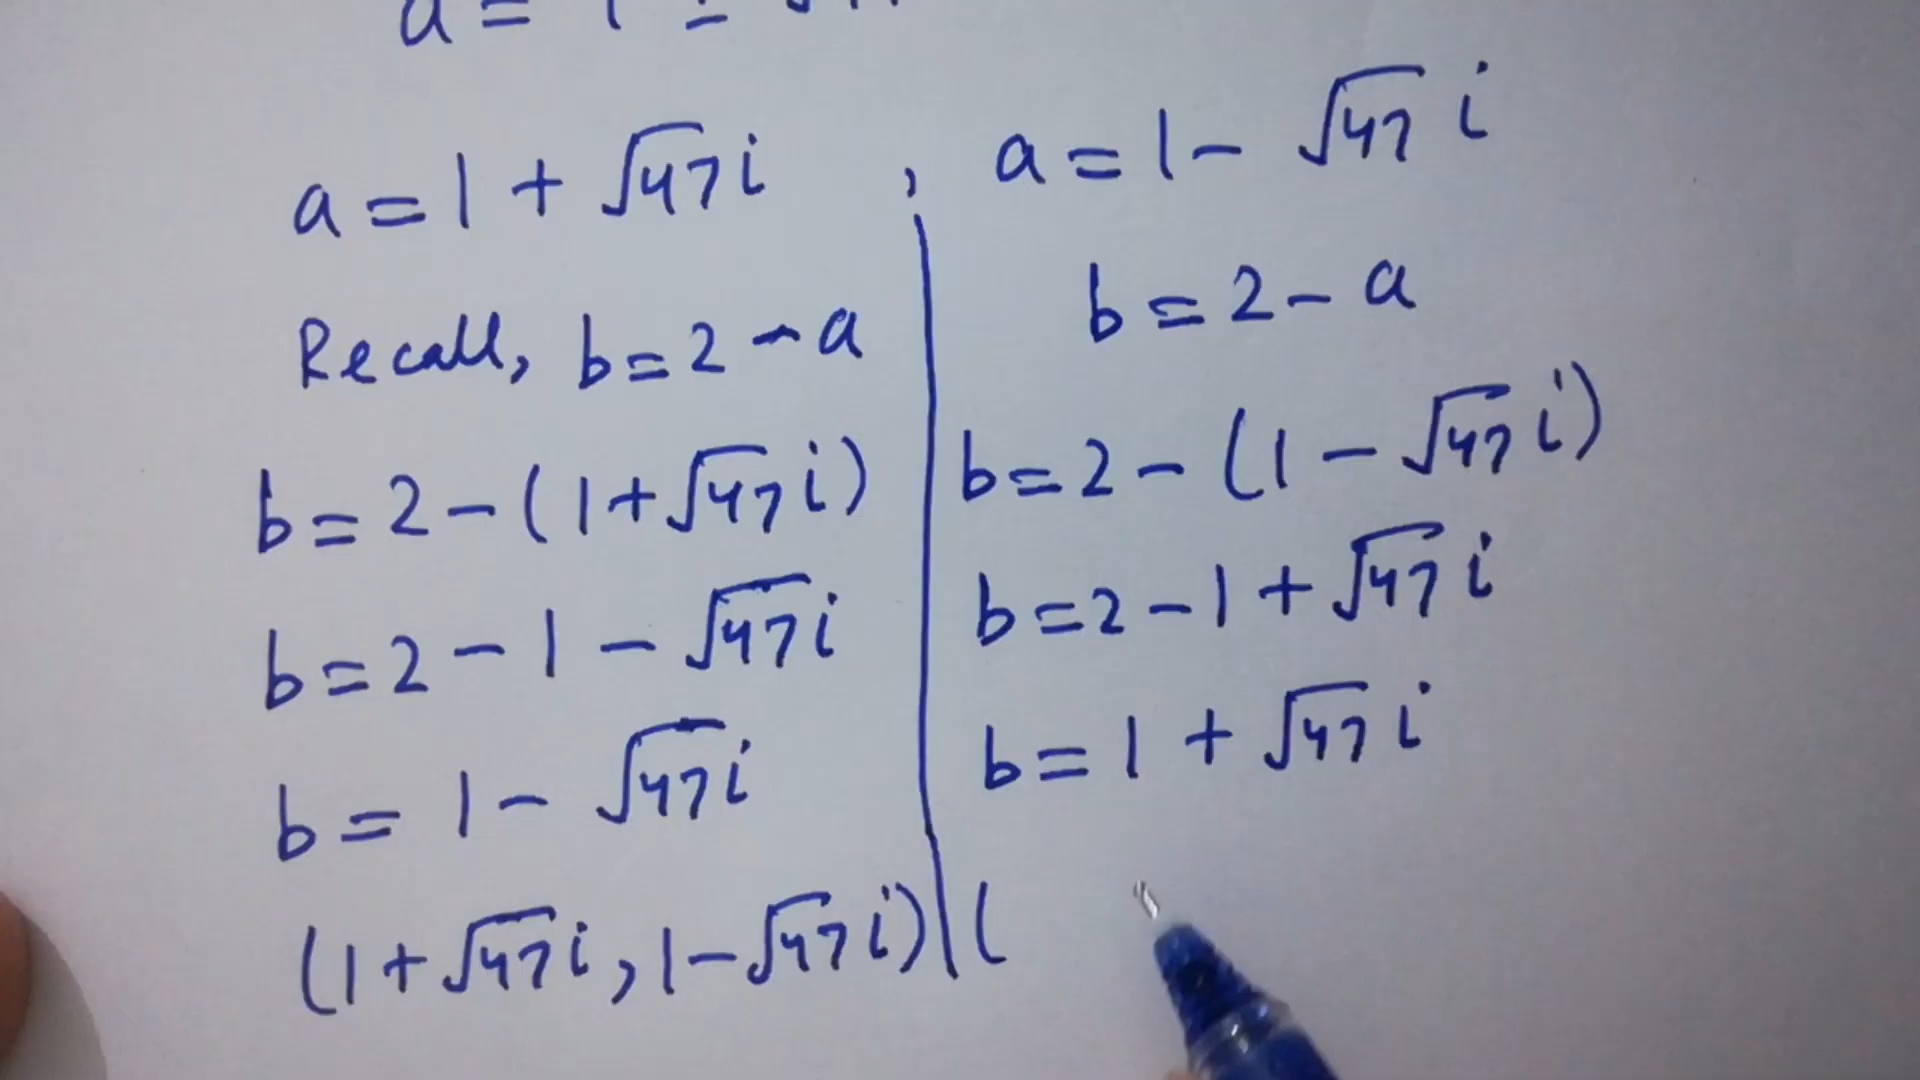 a = 1 ±
a = 1 + √47 i , a = 1 - √47 i
Recall, b = 2 - a
b = 2 - (1 + √47 i)
b = 2 - 1 - √47 i
b = 1 - √47 i
(1 + √47 i, 1 - √47 i)
b = 2 - a
b = 2 - (1 - √47 i)
b = 2 - 1 + √47 i
b = 1 + √47 i
(